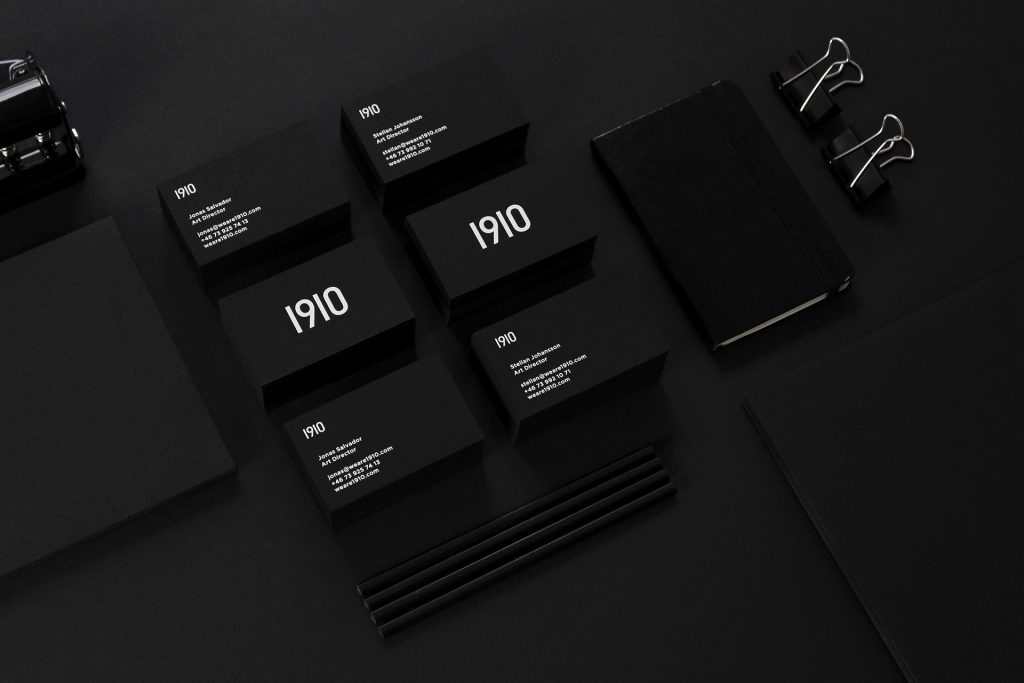 1910
Stellan Johansson
Art Director
stellan@weare1910.com
+46 73 992 10 71
weare1910.com
1910
Jonas Salvador
Art Director
jonas@weare1910.com
+46 73 925 74 13
weare1910.com
1910
1910
1910
Stellan Johansson
Art Director
stellan@weare1910.com
+46 73 992 10 71
weare1910.com
1910
Jonas Salvador
Art Director
jonas@weare1910.com
+46 73 925 74 13
weare1910.com